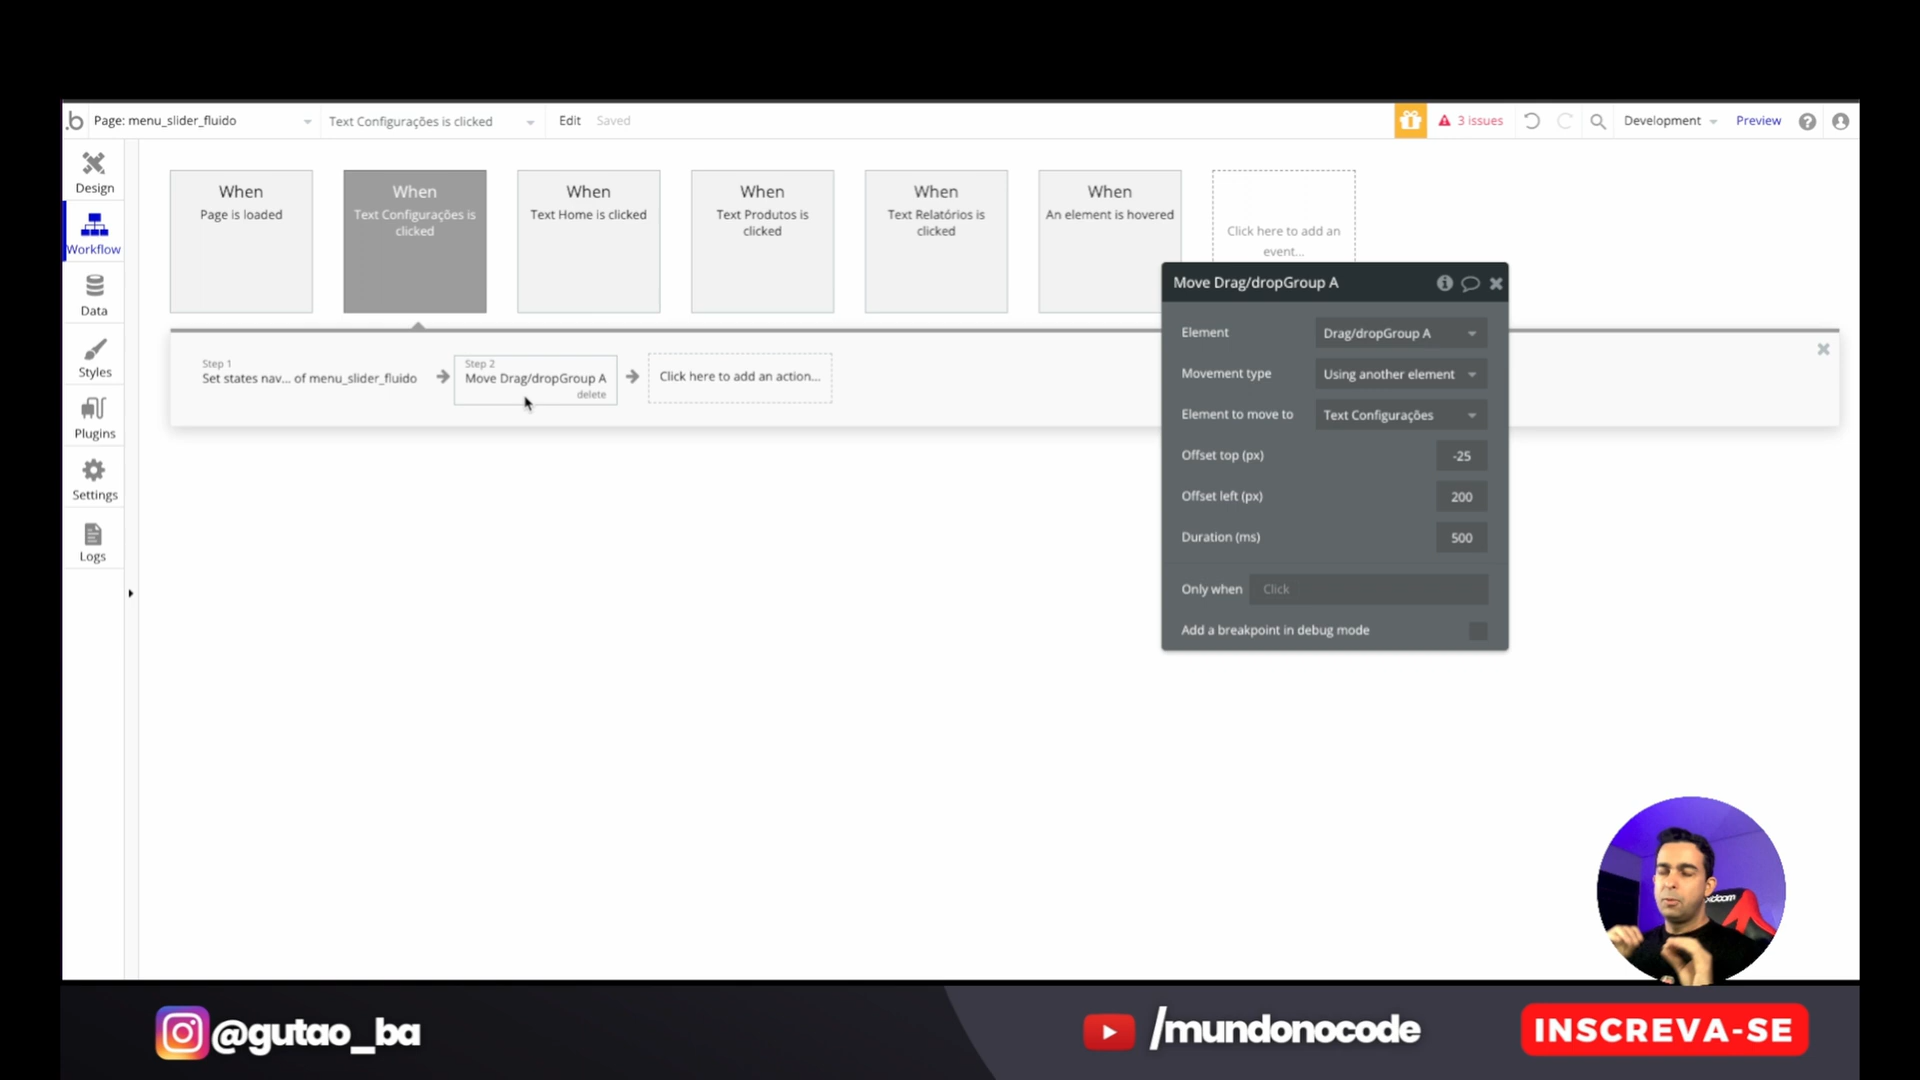 .b
Page: menu_slider_fluido
Text Configurações is clicked
Edit
Saved
3 issues
Development
Preview
Design
Workflow
Data
Styles
Plugins
Settings
Logs
When
Page is loaded
When
Text Configurações is
clicked
When
Text Home is clicked
When
Text Produtos is
clicked
When
Text Relatórios is
clicked
When
An element is hovered
Click here to add an
event...
Step 1
Set states nav... of menu_slider_fluido
Step 2
Move Drag/dropGroup A
delete
Click here to add an action...
Move Drag/dropGroup A
Element
Drag/dropGroup A
Movement type
Using another element
Element to move to
Text Configurações
Offset top (px)
-25
Offset left (px)
200
Duration (ms)
500
Only when
Click
Add a breakpoint in debug mode
@gutao_ba
/mundonocode
INSCREVA-SE